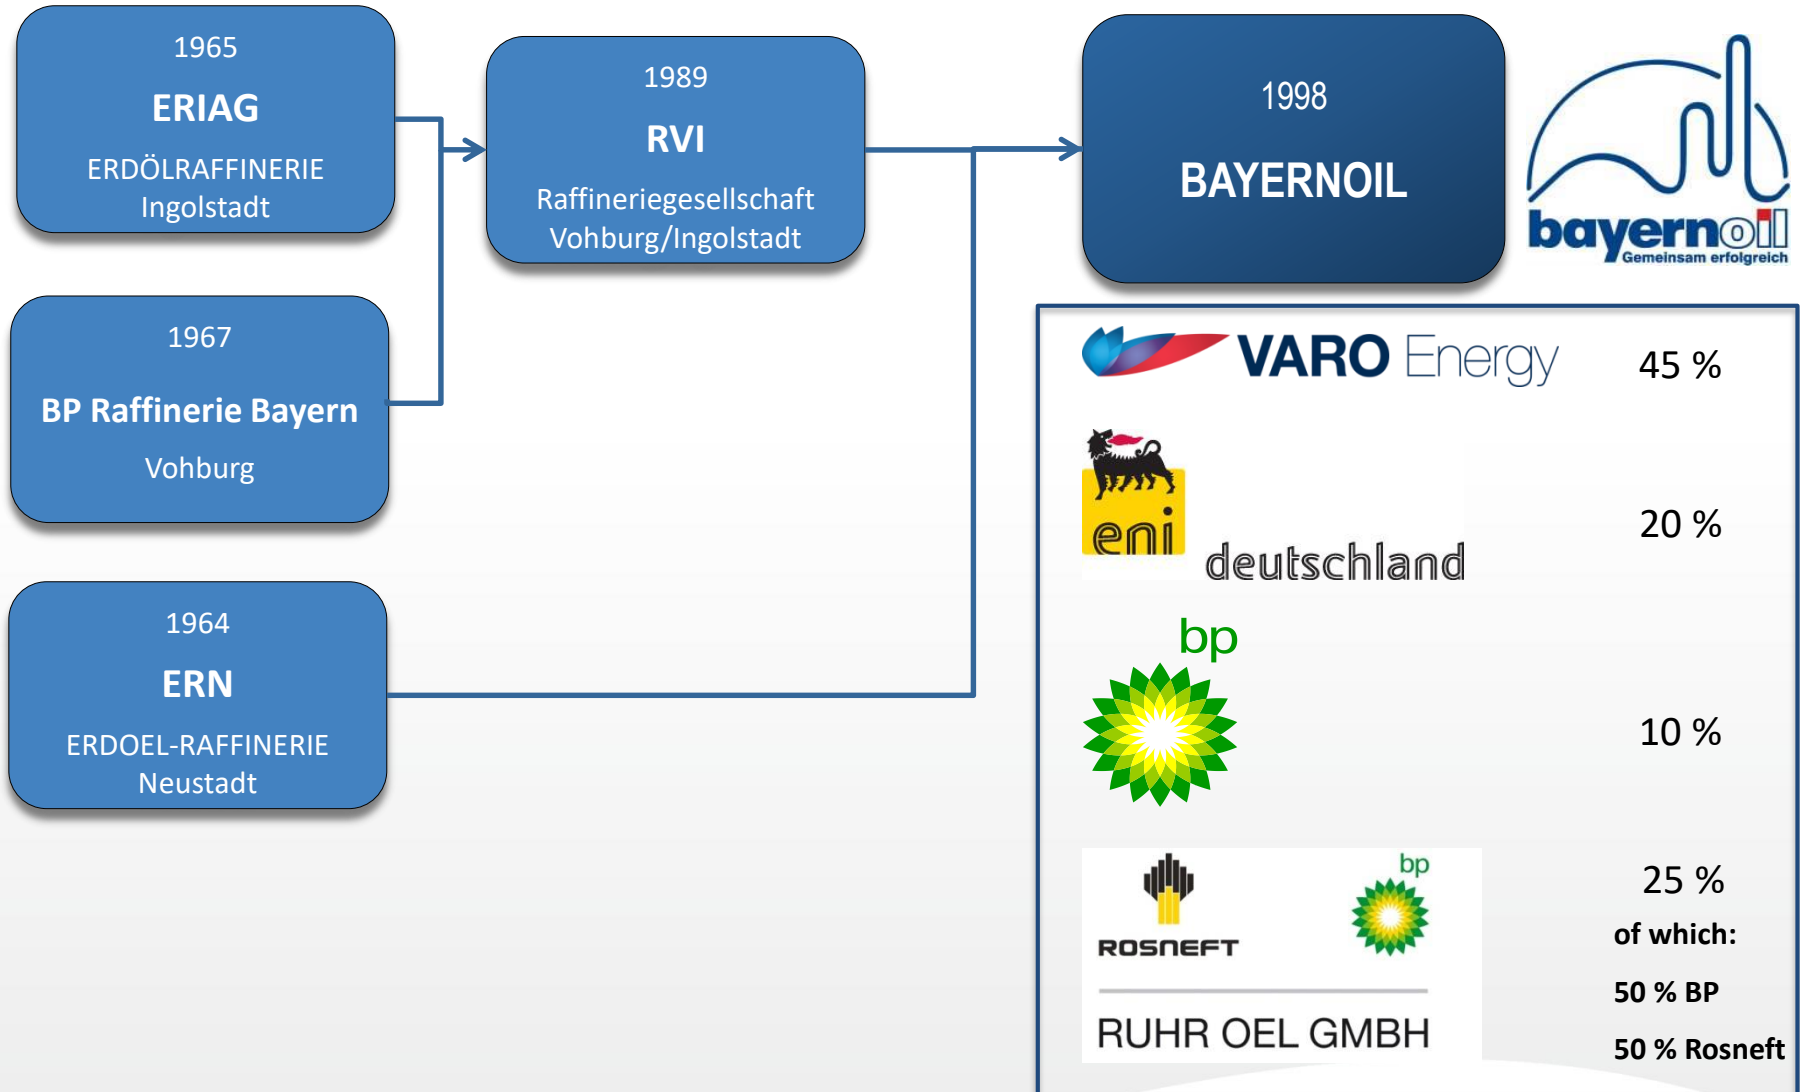 1965
ERIAG
ERDÖLRAFFINERIE
Ingolstadt
1989
RVI
Raffineriegesellschaft
Vohburg/Ingolstadt
1998
BAYERNOIL
bayernoil
Gemeinsam erfolgreich
1967
BP Raffinerie Bayern
Vohburg
1964
ERN
ERDOEL-RAFFINERIE
Neustadt
VARO Energy 45 %
eni
deutschland
20 %
bp
10 %
ROSNEFT
bp
RUHR OEL GMBH
25 %
of which:
50 % BP
50 % Rosneft